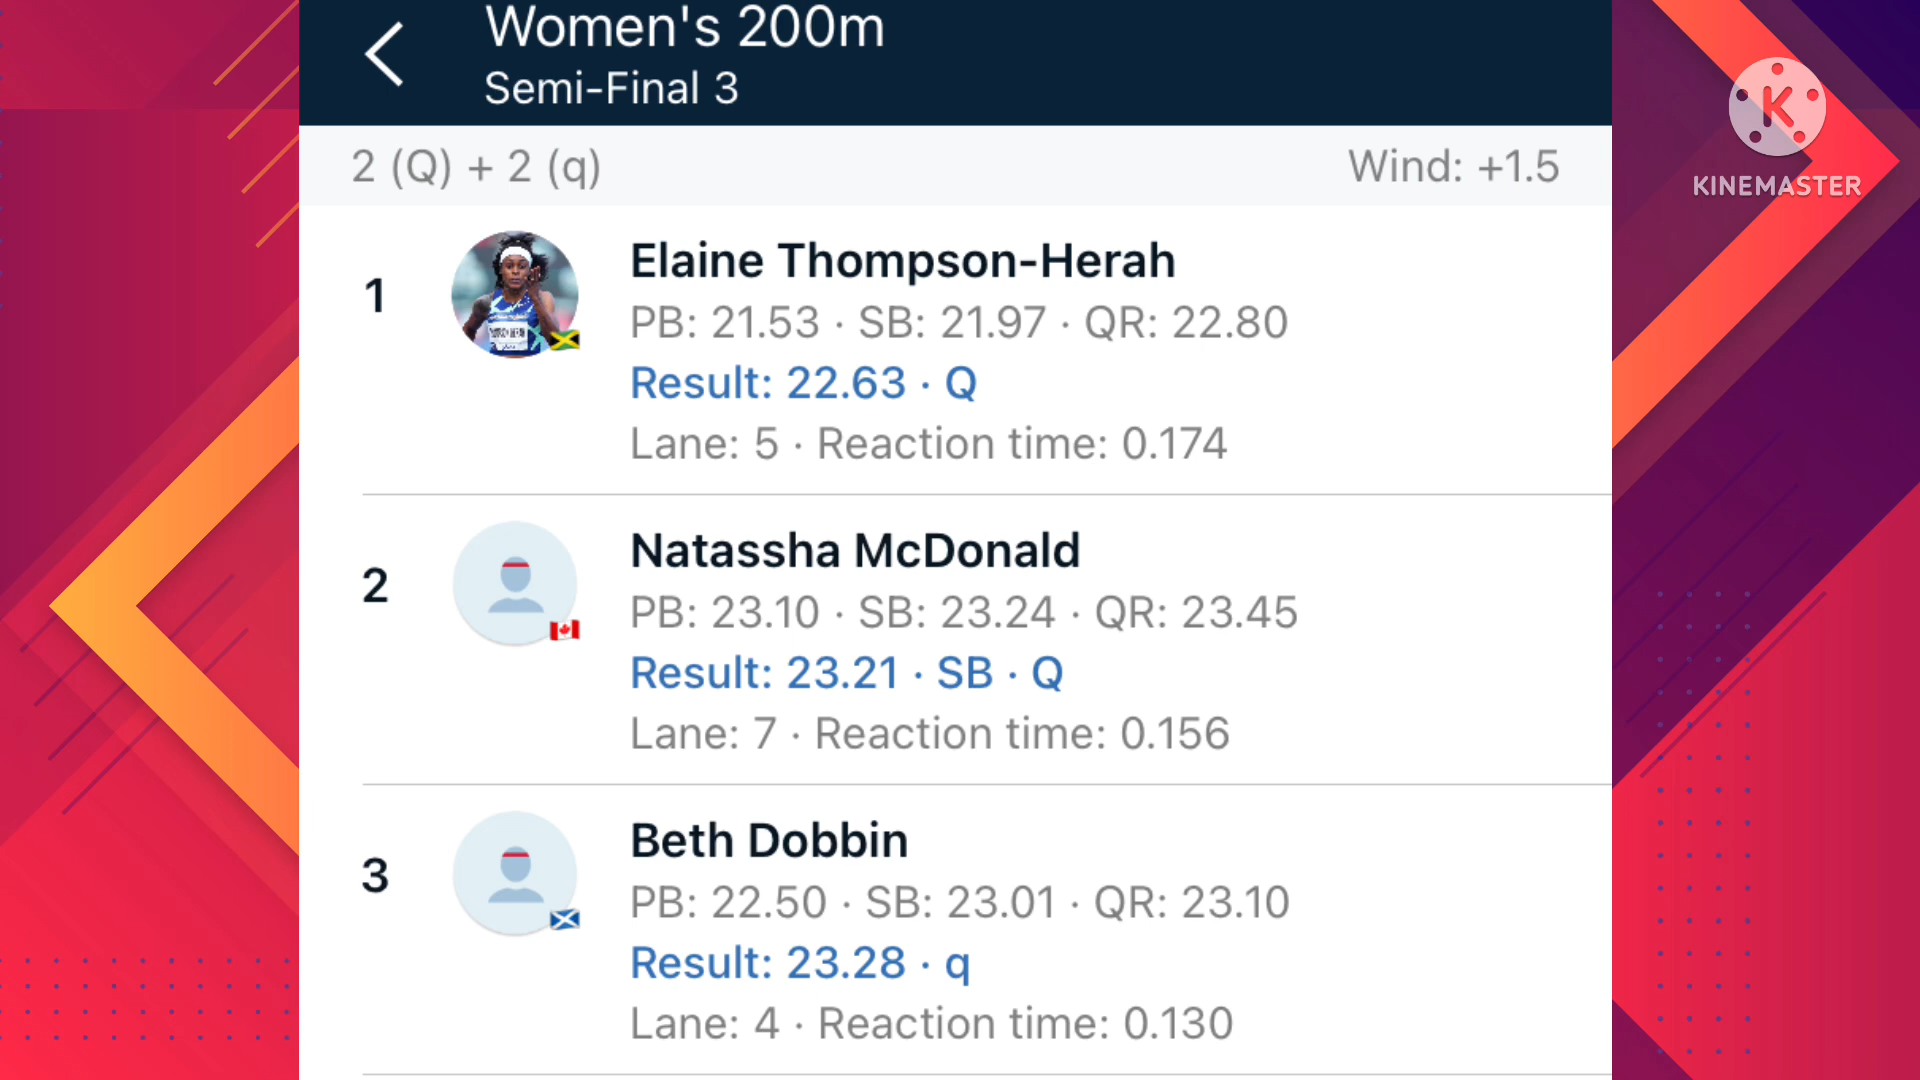 Women's 200m
Semi-Final 3
2 (Q) + 2 (q) Wind: +1.5
K
KINEMASTER
1 Elaine Thompson-Herah
PB: 21.53 · SB: 21.97 · QR: 22.80
Result: 22.63 · Q
Lane: 5 · Reaction time: 0.174
2 Natassha McDonald
PB: 23.10 · SB: 23.24 · QR: 23.45
Result: 23.21 · SB · Q
Lane: 7 · Reaction time: 0.156
3 Beth Dobbin
PB: 22.50 · SB: 23.01 · QR: 23.10
Result: 23.28 · q
Lane: 4 · Reaction time: 0.130